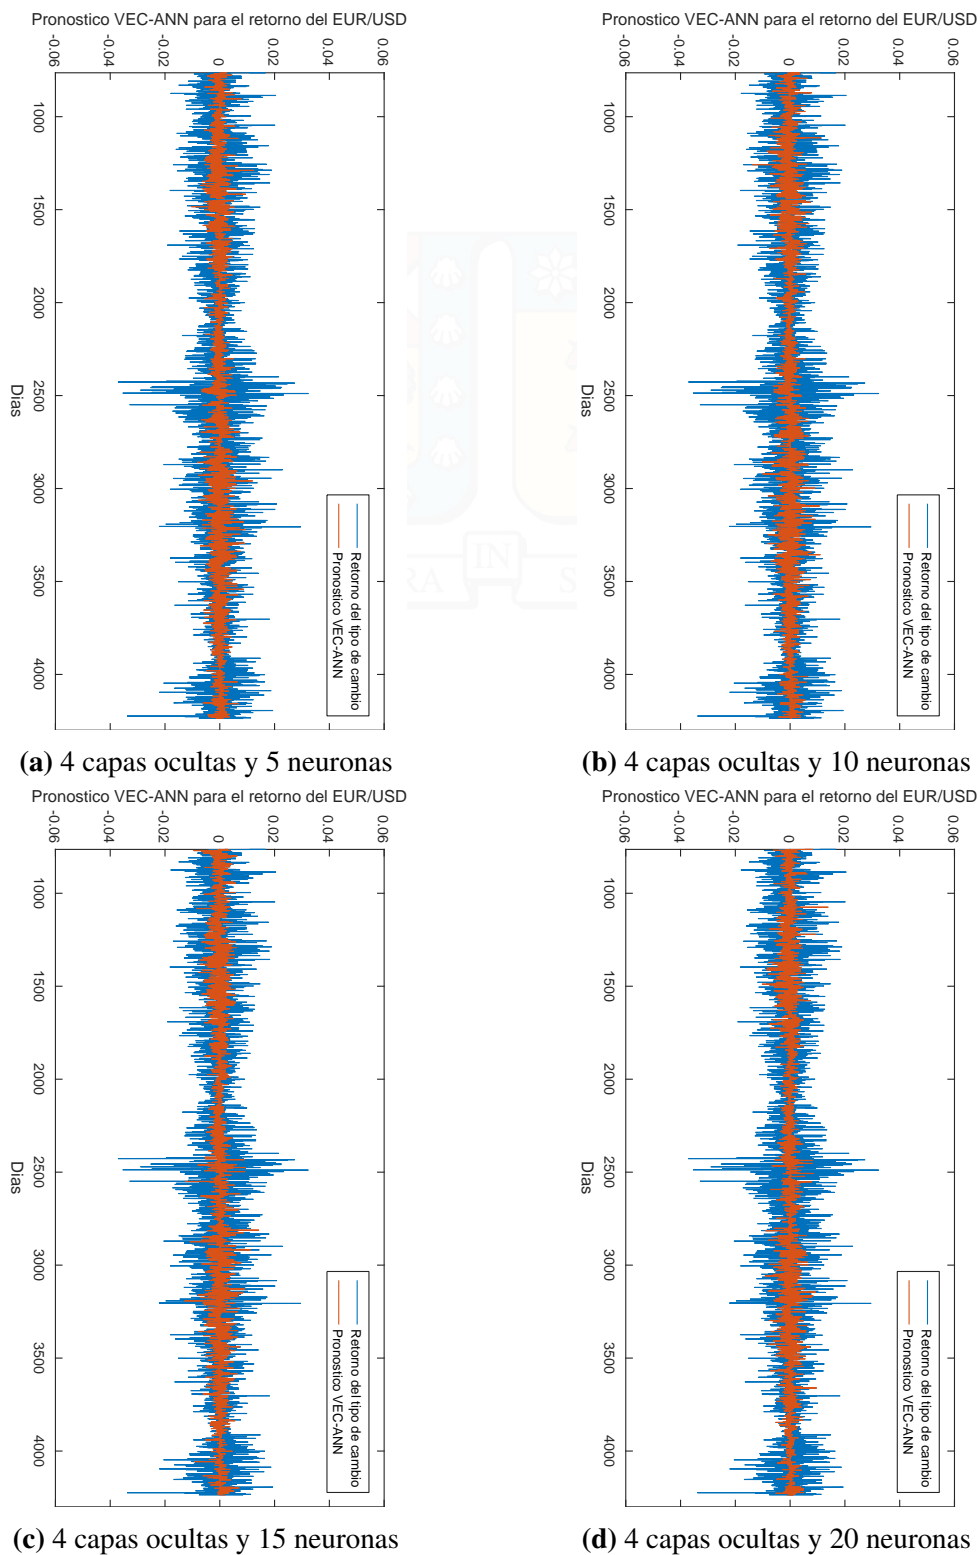 Pronostico VEC-ANN para el retorno del EUR/USD
-0.06
-0.04
-0.02
0
0.02
0.04
0.06
1000
1500
2000
2500
3000
3500
4000
Dias
Retorno del tipo de cambio
Pronostico VEC-ANN
(a) 4 capas ocultas y 5 neuronas
Pronostico VEC-ANN para el retorno del EUR/USD
-0.06
-0.04
-0.02
0
0.02
0.04
0.06
1000
1500
2000
2500
3000
3500
4000
Dias
Retorno del tipo de cambio
Pronostico VEC-ANN
(b) 4 capas ocultas y 10 neuronas
RA IN S
Pronostico VEC-ANN para el retorno del EUR/USD
-0.06
-0.04
-0.02
0
0.02
0.04
0.06
1000
1500
2000
2500
3000
3500
4000
Dias
Retorno del tipo de cambio
Pronostico VEC-ANN
(c) 4 capas ocultas y 15 neuronas
Pronostico VEC-ANN para el retorno del EUR/USD
-0.06
-0.04
-0.02
0
0.02
0.04
0.06
1000
1500
2000
2500
3000
3500
4000
Dias
Retorno del tipo de cambio
Pronostico VEC-ANN
(d) 4 capas ocultas y 20 neuronas